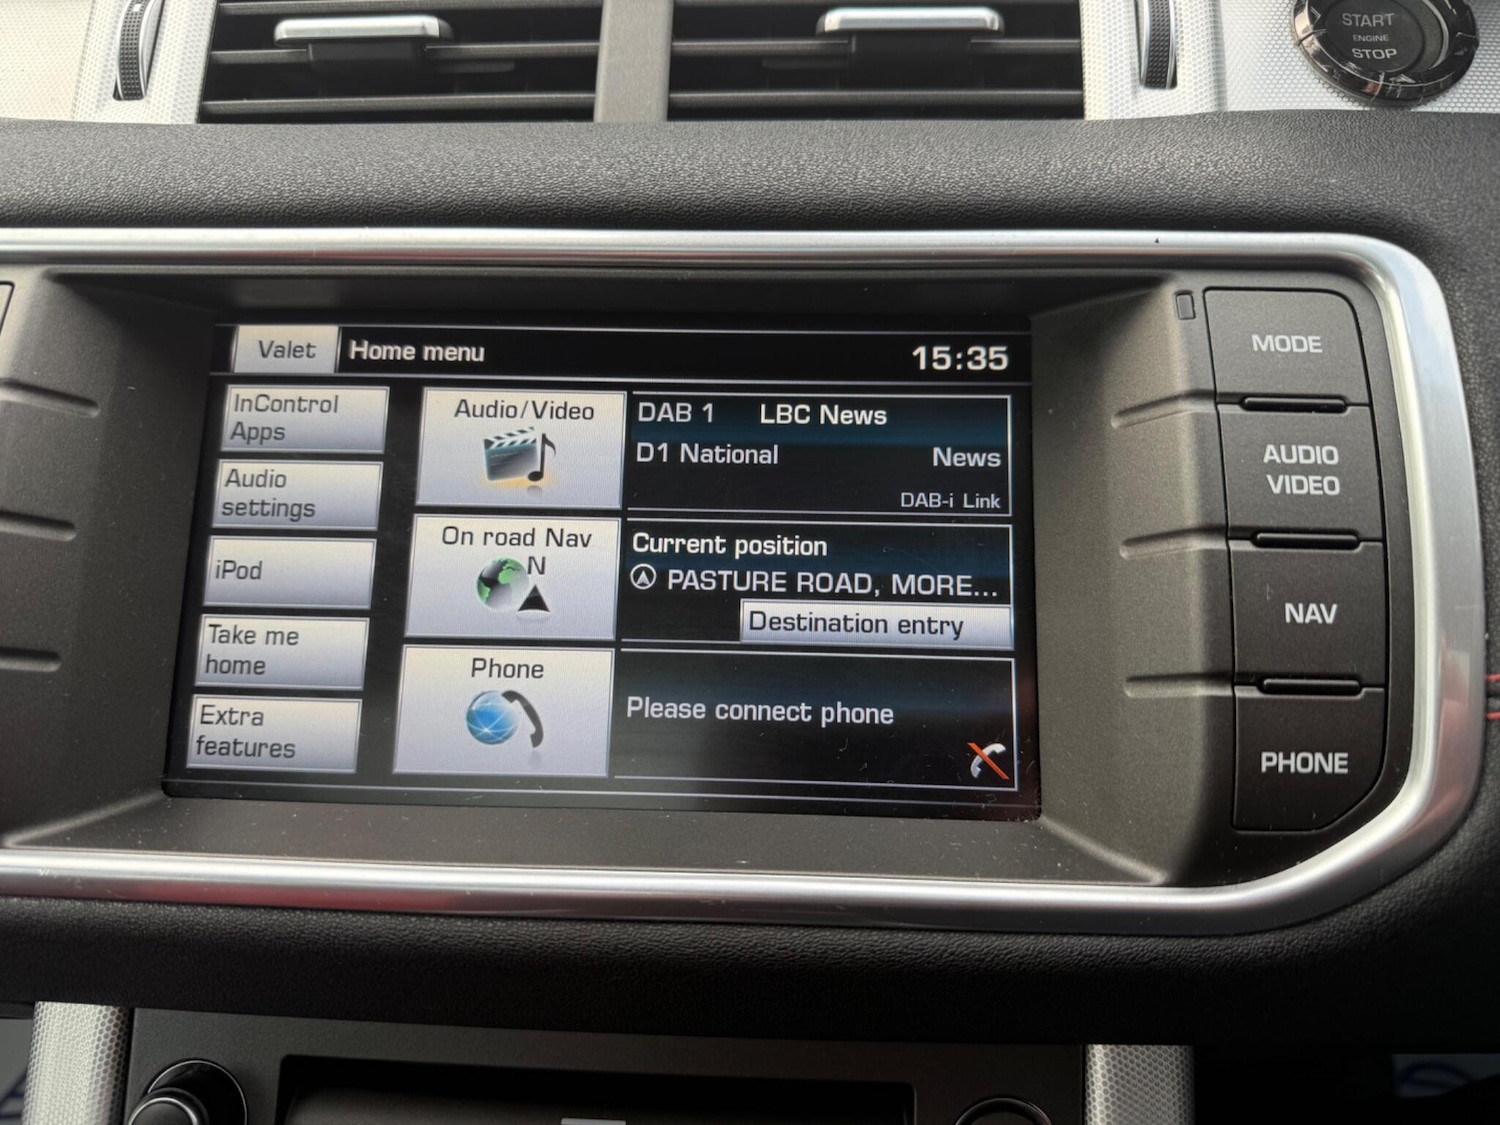 START
ENGINE
STOP
Valet
Home menu
15:35
InControl
Apps
Audio
settings
iPod
Take me
home
Extra
features
Audio/Video
On road Nav
N
Phone
DAB 1 LBC News
D1 National News
DAB-i Link
Current position
PASTURE ROAD, MORE...
Destination entry
Please connect phone
MODE
AUDIO
VIDEO
NAV
PHONE